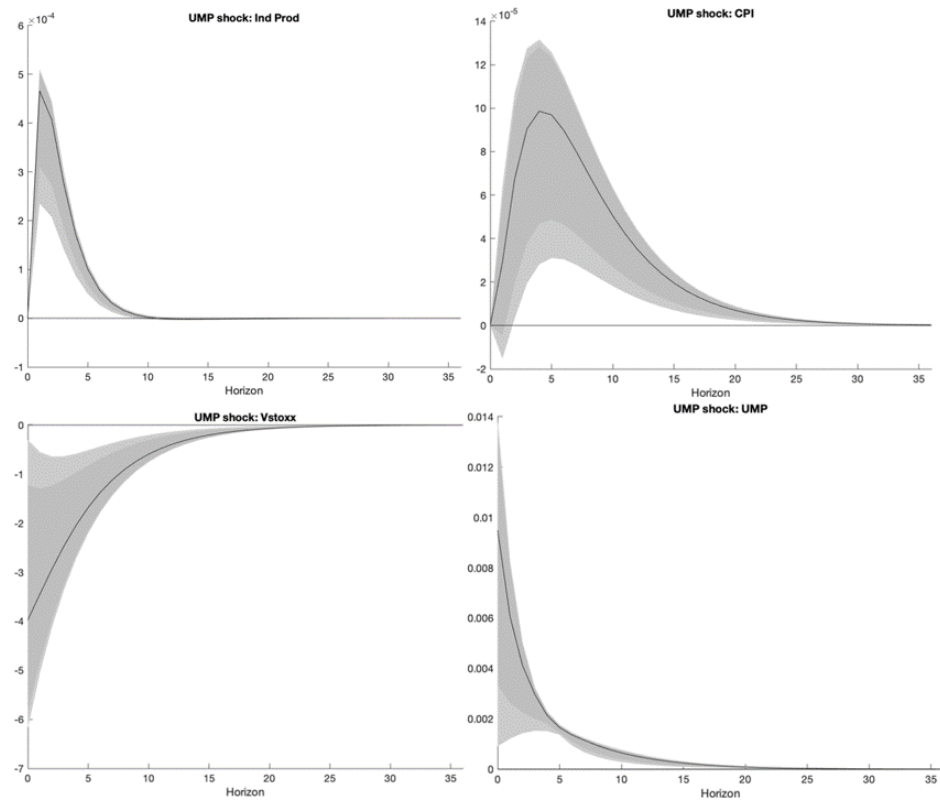 UMP shock: Ind Prod
×10⁻⁴
6
5
4
3
2
1
0
-1
0 5 10 15 20 25 30 35
Horizon
UMP shock: CPI
×10⁻⁵
14
12
10
8
6
4
2
0
-2
0 5 10 15 20 25 30 35
Horizon
UMP shock: Vstoxx
0
-1
-2
-3
-4
-5
-6
-7
0 5 10 15 20 25 30 35
Horizon
UMP shock: UMP
0.014
0.012
0.01
0.008
0.006
0.004
0.002
0
0 5 10 15 20 25 30 35
Horizon